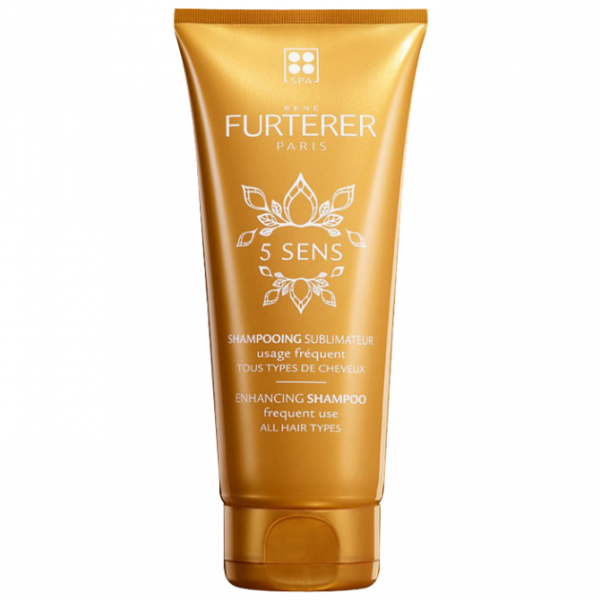 SPA
RENE
FURTERER
PARIS
5 SENS
SHAMPOOING SUBLIMATEUR
usage fréquent
TOUS TYPES DE CHEVEUX
ENHANCING SHAMPOO
frequent use
ALL HAIR TYPES